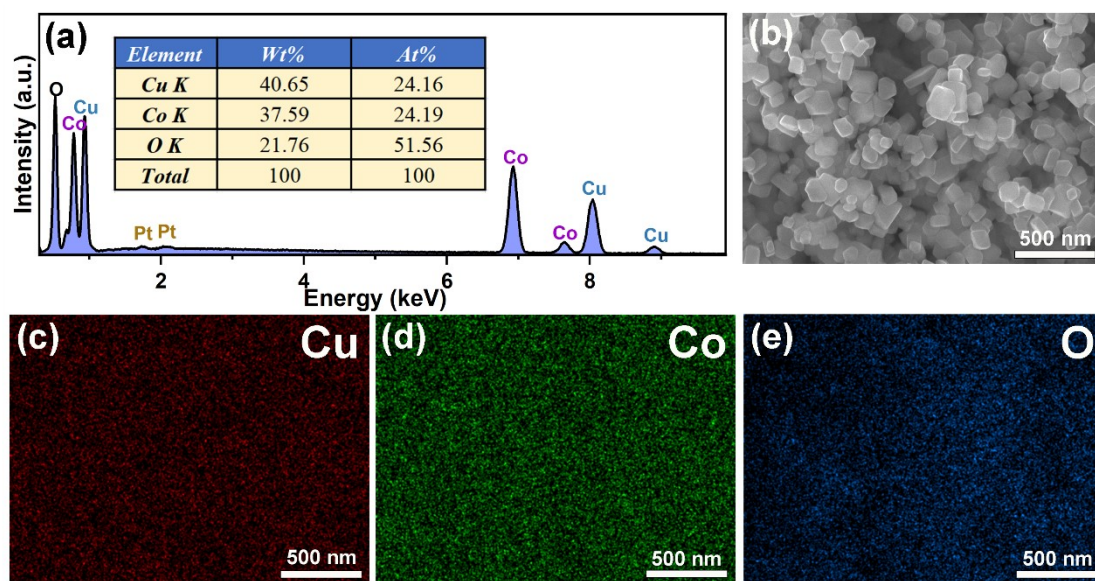 (a)
Element Wt% At%
Cu K 40.65 24.16
Co K 37.59 24.19
O K 21.76 51.56
Total 100 100
Intensity (a.u.)
O
Co
Cu
Pt Pt
Co
Co
Cu
Cu
2 4 6 8
Energy (keV)
(b)
500 nm
(c) Cu
500 nm
(d) Co
500 nm
(e) O
500 nm